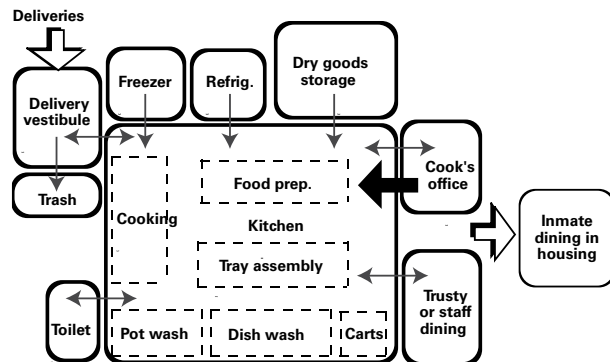 Deliveries
Delivery
vestibule
Freezer
Refrig.
Dry goods
storage
Trash
Cooking
Food prep.
Cook's
office
Kitchen
Inmate
dining in
housing
Tray assembly
Toilet
Pot wash
Dish wash
Carts
Trusty
or staff
dining